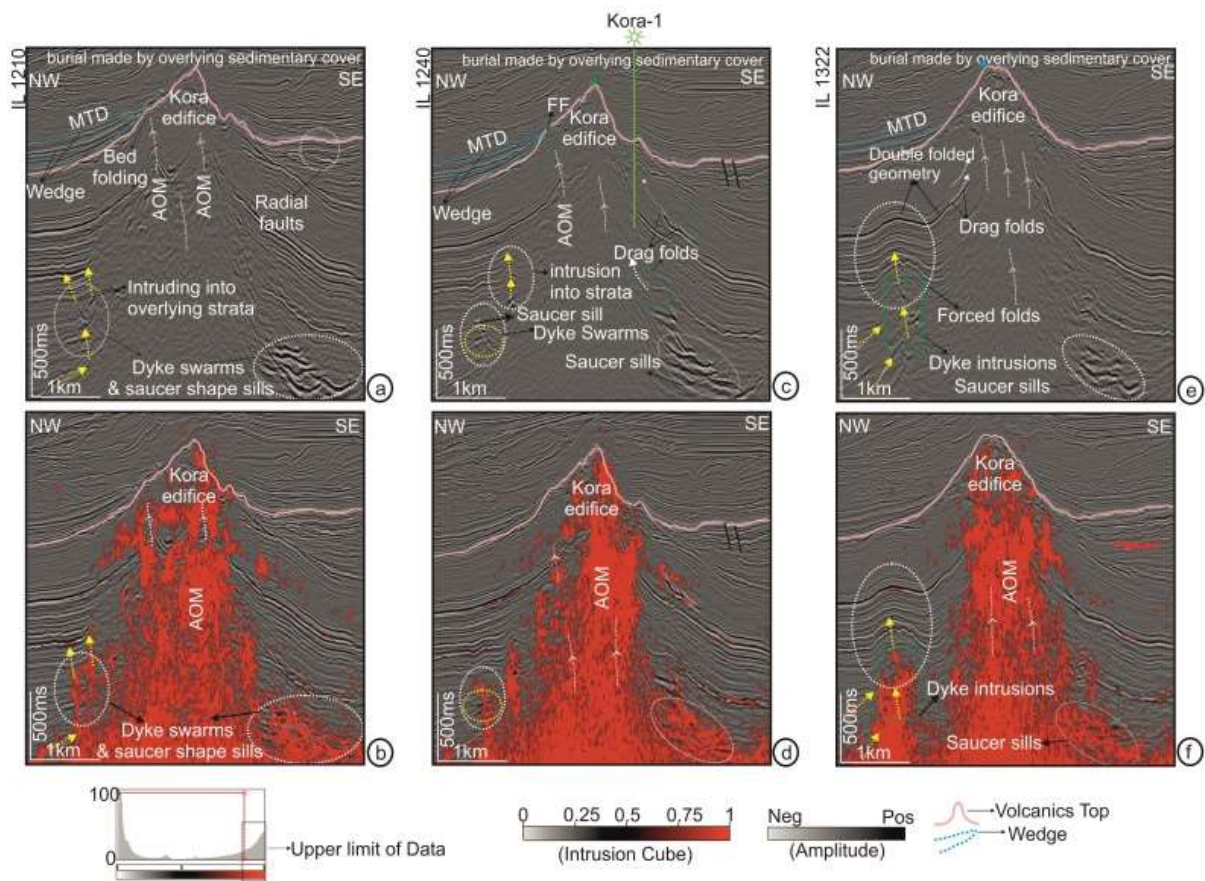 Kora-1
IL 1210
burial made by overlying sedimentary cover
NW
SE
Kora
edifice
MTD
Bed
folding
Wedge
AOM
AOM
Radial
faults
Intruding into
overlying strata
Dyke swarms
& saucer shape sills
500ms
1km
a
IL 1240
burial made by overlying sedimentary cover
NW
SE
FF
Kora
edifice
MTD
Wedge
AOM
Drag folds
intrusion
into strata
Saucer sill
Dyke Swarms
Saucer sills
500ms
1km
c
IL 1322
burial made by overlying sedimentary cover
NW
SE
Kora
edifice
MTD
Double folded
geometry
Drag folds
Forced folds
Dyke intrusions
Saucer sills
500ms
1km
e
NW
SE
Kora
edifice
AOM
Dyke swarms
& saucer shape sills
500ms
1km
b
NW
SE
Kora
edifice
AOM
500ms
1km
d
NW
SE
Kora
edifice
AOM
Dyke intrusions
Saucer sills
500ms
1km
f
100
0
Upper limit of Data
0 0,25 0,5 0,75 1
(Intrusion Cube)
Neg Pos
(Amplitude)
Volcanics Top
Wedge